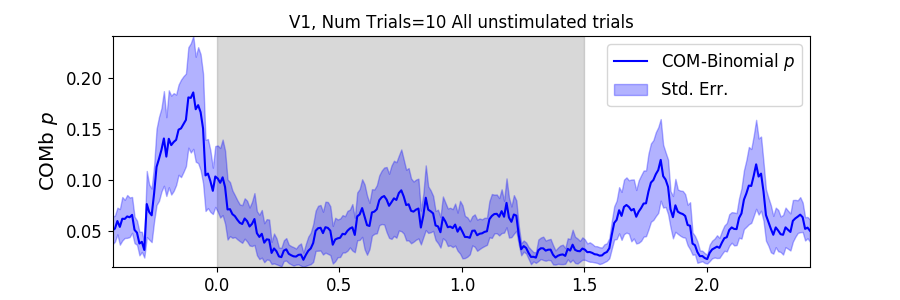 V1, Num Trials=10 All unstimulated trials
COM-Binomial p
Std. Err.
COMb p
0.20
0.15
0.10
0.05
0.0 0.5 1.0 1.5 2.0